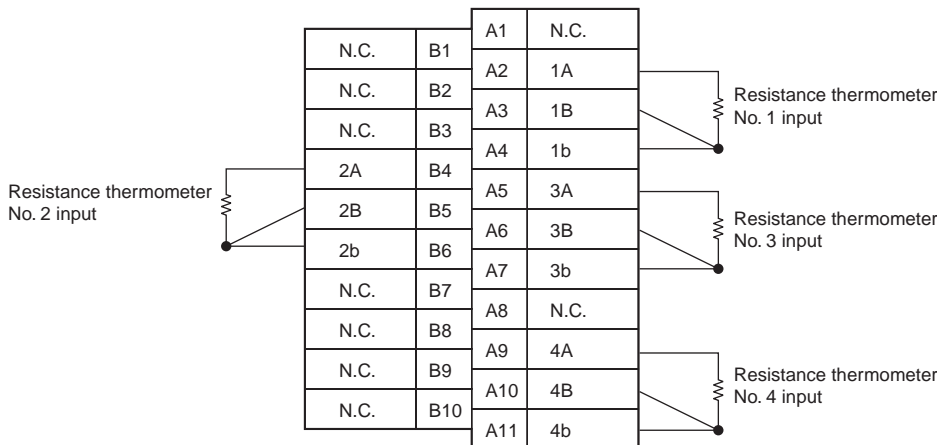 N.C. B1
N.C. B2
N.C. B3
2A B4
2B B5
2b B6
N.C. B7
N.C. B8
N.C. B9
N.C. B10
A1 N.C.
A2 1A
A3 1B
A4 1b
A5 3A
A6 3B
A7 3b
A8 N.C.
A9 4A
A10 4B
A11 4b
Resistance thermometer
No. 2 input
Resistance thermometer
No. 1 input
Resistance thermometer
No. 3 input
Resistance thermometer
No. 4 input